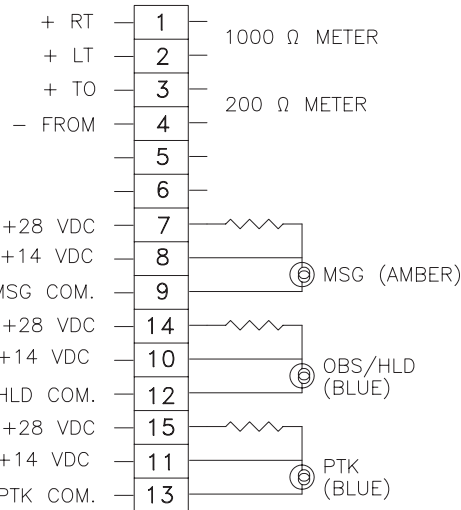 + RT 1
1000 Ω METER
+ LT 2
+ TO 3
200 Ω METER
− FROM 4
5
6
+28 VDC 7
+14 VDC 8
MSG (AMBER)
MSG COM. 9
+28 VDC 14
+14 VDC 10
OBS/HLD
(BLUE)
HLD COM. 12
+28 VDC 15
+14 VDC 11
PTK
(BLUE)
PTK COM. 13